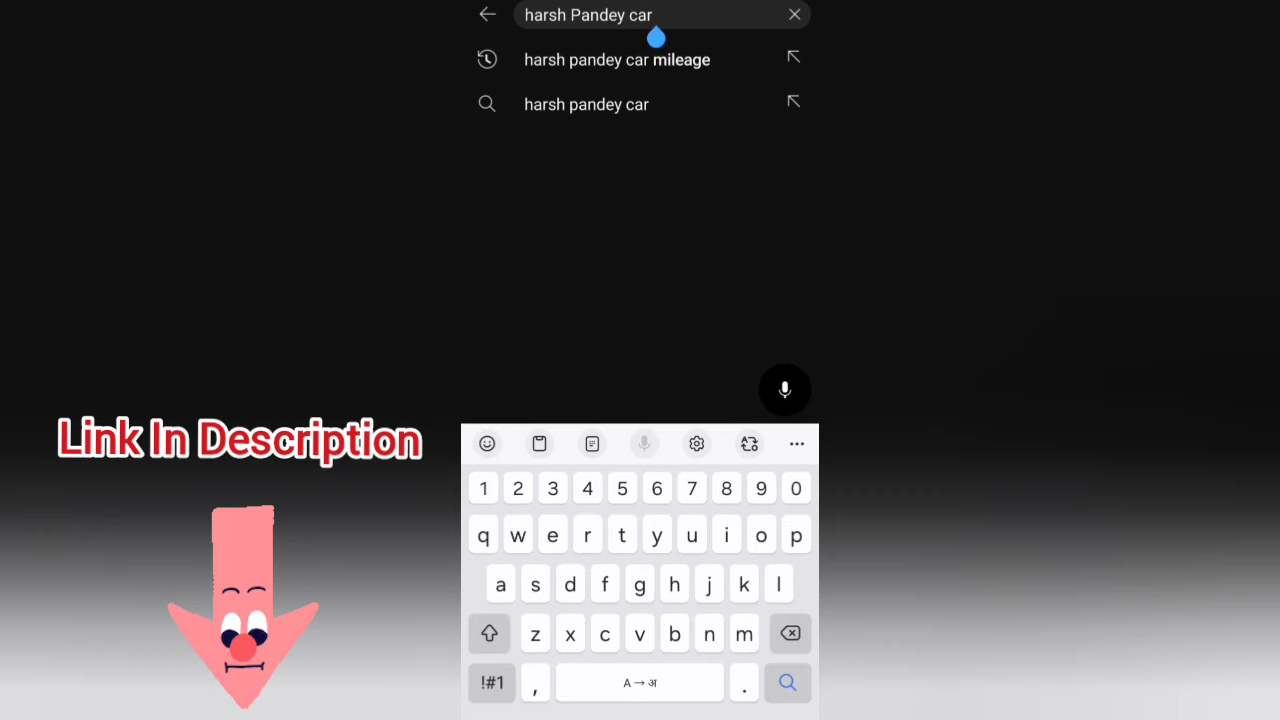 harsh Pandey car
harsh pandey car mileage
harsh pandey car
Link In Description
1 2 3 4 5 6 7 8 9 0
q w e r t y u i o p
a s d f g h j k l
z x c v b n m
!#1 , A → अ .